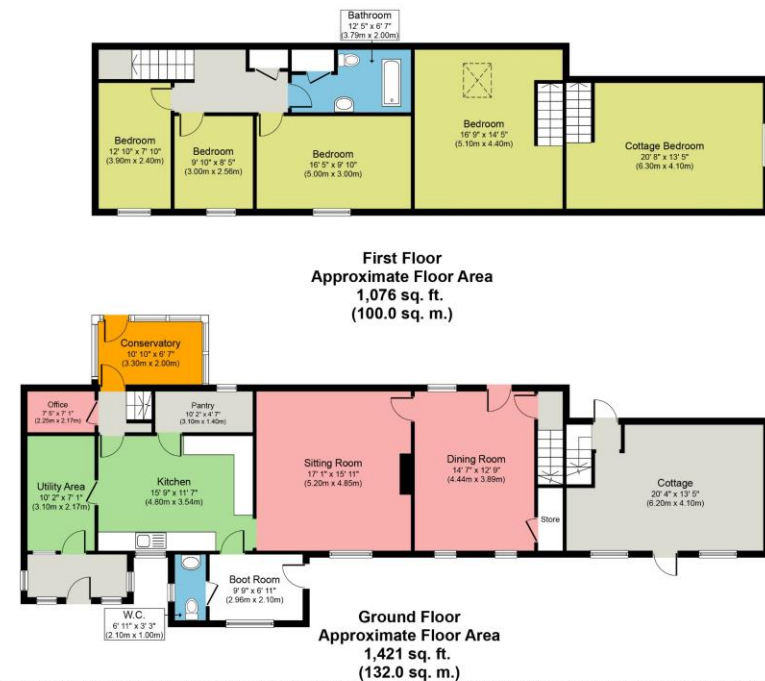 Bathroom
12' 5" x 6' 7"
(3.79m x 2.00m)
Bedroom
12' 10" x 7' 10"
(3.90m x 2.40m)
Bedroom
9' 10" x 8' 5"
(3.00m x 2.56m)
Bedroom
16' 5" x 9' 10"
(5.00m x 3.00m)
Bedroom
16' 9" x 14' 5"
(5.10m x 4.40m)
Cottage Bedroom
20' 8" x 13' 5"
(6.30m x 4.10m)
First Floor
Approximate Floor Area
1,076 sq. ft.
(100.0 sq. m.)
Conservatory
10' 10" x 6' 7"
(3.30m x 2.00m)
Office
7' 5" x 7' 1"
(2.25m x 2.17m)
Pantry
10' 2" x 4' 7"
(3.10m x 1.40m)
Utility Area
10' 2" x 7' 1"
(3.10m x 2.17m)
Kitchen
15' 9" x 11' 7"
(4.80m x 3.54m)
Sitting Room
17' 1" x 15' 11"
(5.20m x 4.85m)
Dining Room
14' 7" x 12' 9"
(4.44m x 3.89m)
Store
Cottage
20' 4" x 13' 5"
(6.20m x 4.10m)
Boot Room
9' 9" x 6' 11"
(2.96m x 2.10m)
W.C.
6' 11" x 3' 3"
(2.10m x 1.00m)
Ground Floor
Approximate Floor Area
1,421 sq. ft.
(132.0 sq. m.)